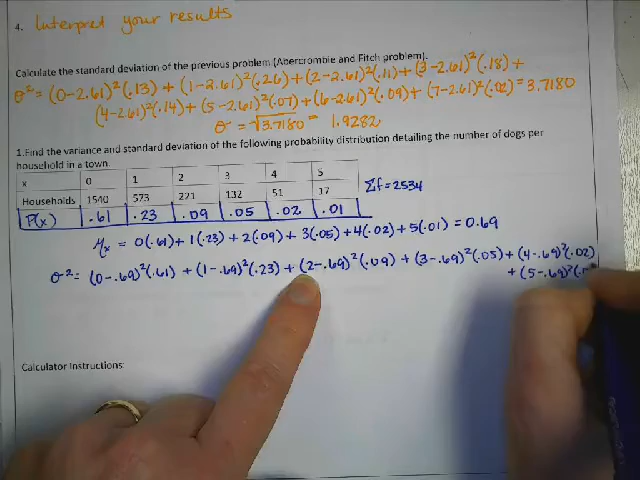 4. Interpret your results
Calculate the standard deviation of the previous problem (Abercrombie and Fitch problem).
σ²= (0-2.61)²(.13) + (1-2.61)²(.26) + (2-2.61)²(.11) + (3-2.61)²(.18) +
(4-2.61)²(.14) + (5-2.61)²(.07) + (6-2.61)²(.09) + (7-2.61)²(.02) = 3.7180
σ = √3.7180 = 1.9282
1.Find the variance and standard deviation of the following probability distribution detailing the number of dogs per
household in a town.
x 0 1 2 3 4 5
Households 1540 573 221 132 51 17 Σf = 2534
P(x) .61 .23 .09 .05 .02 .01
μx = 0(.61) + 1(.23) + 2(.09) + 3(.05) + 4(.02) + 5(.01) = 0.69
σ²= (0-.69)²(.61) + (1-.69)²(.23) + (2-.69)²(.09) + (3-.69)²(.05) + (4-.69)²(.02)
+ (5-.69)²(.
Calculator Instructions: